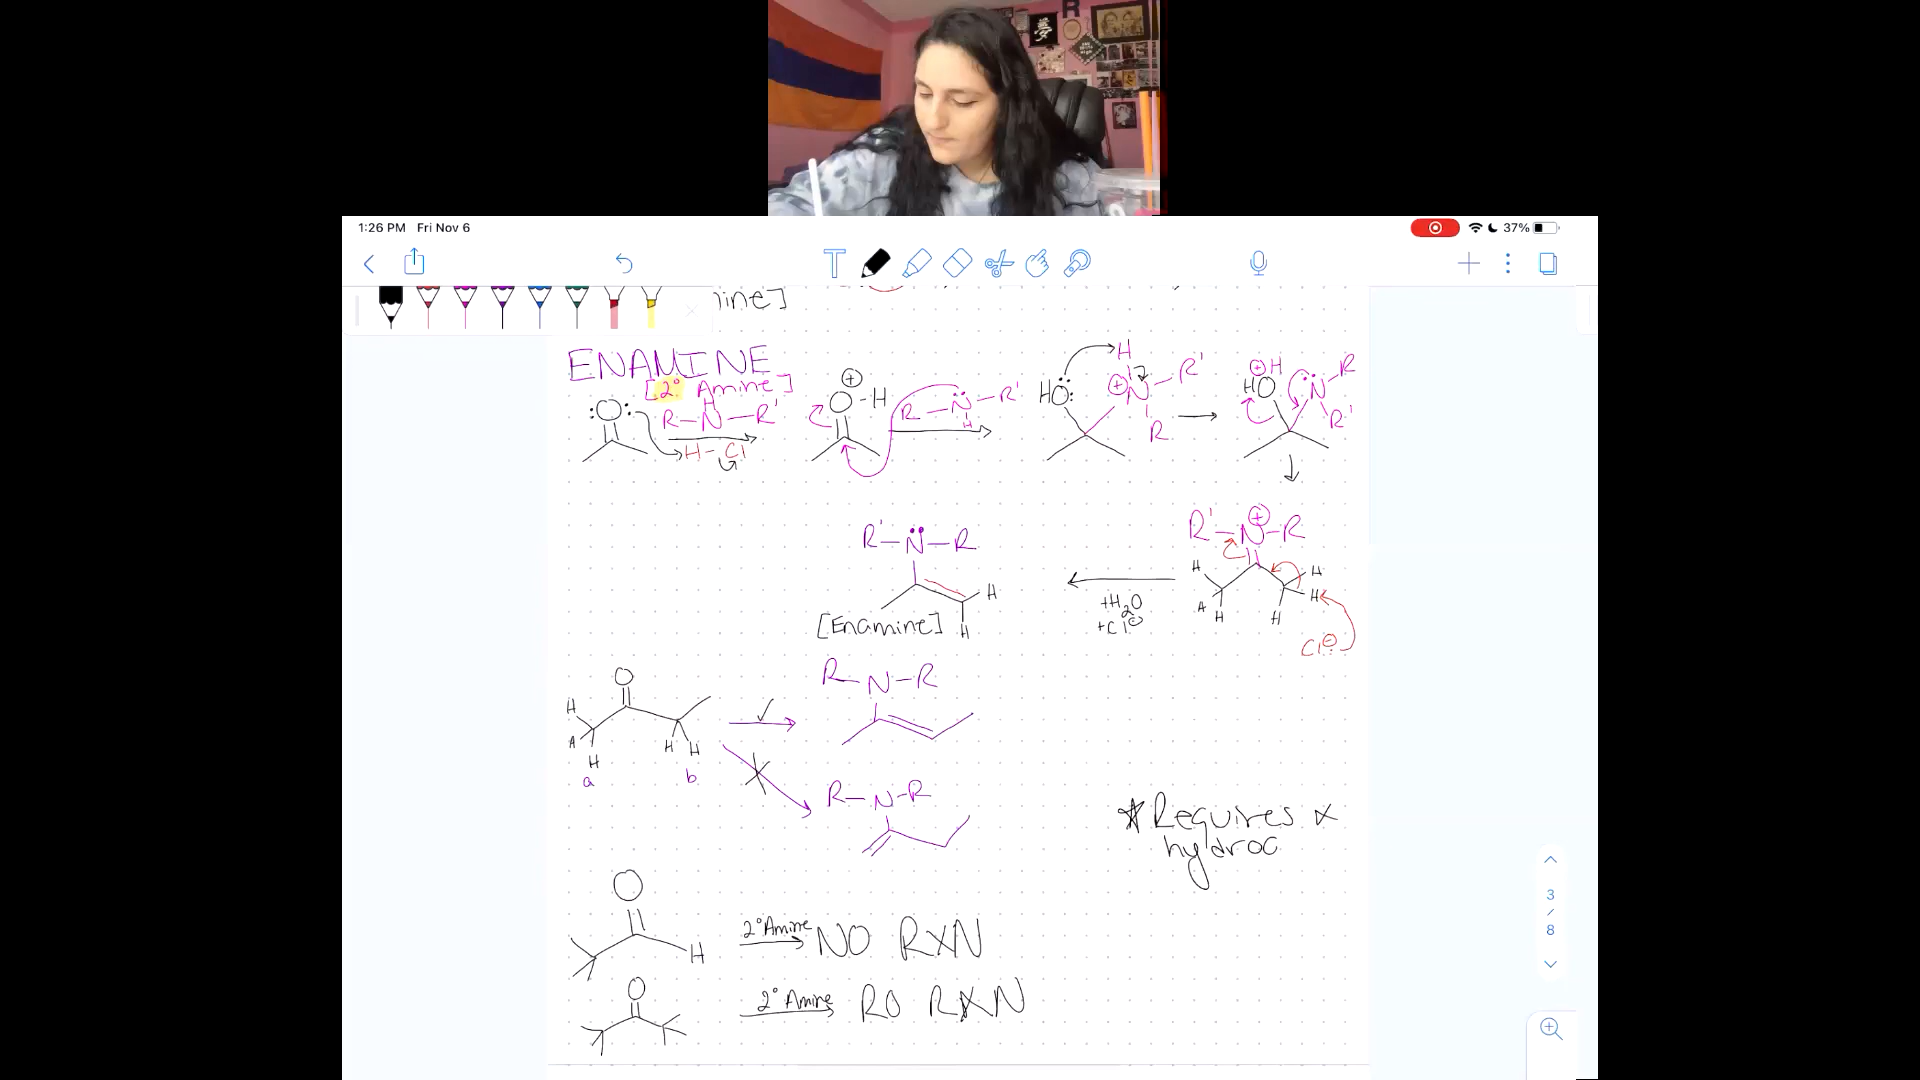 1:26 PM Fri Nov 6
37%
T
mine]
ENAMINE
[2° Amine]
:O:
R-N-R'
H
H-Cl
⊕
O-H
R-N-R'
H
HO:
H
⊕N-R'
R
⊕H
HO
:N-R
R'
R'-N-R
⊕
R'-N-R
H
H
[Enamine]
+H2O
+Cl⊖
H
A
H
H
H
H
Cl⊖
O
H
A
H
H H
a
b
✓
R-N-R
X
R-N-R
*Requires ∝
hydroc
3
/
8
O
H
2° Amine
NO RXN
O
2° Amine
RO RXN